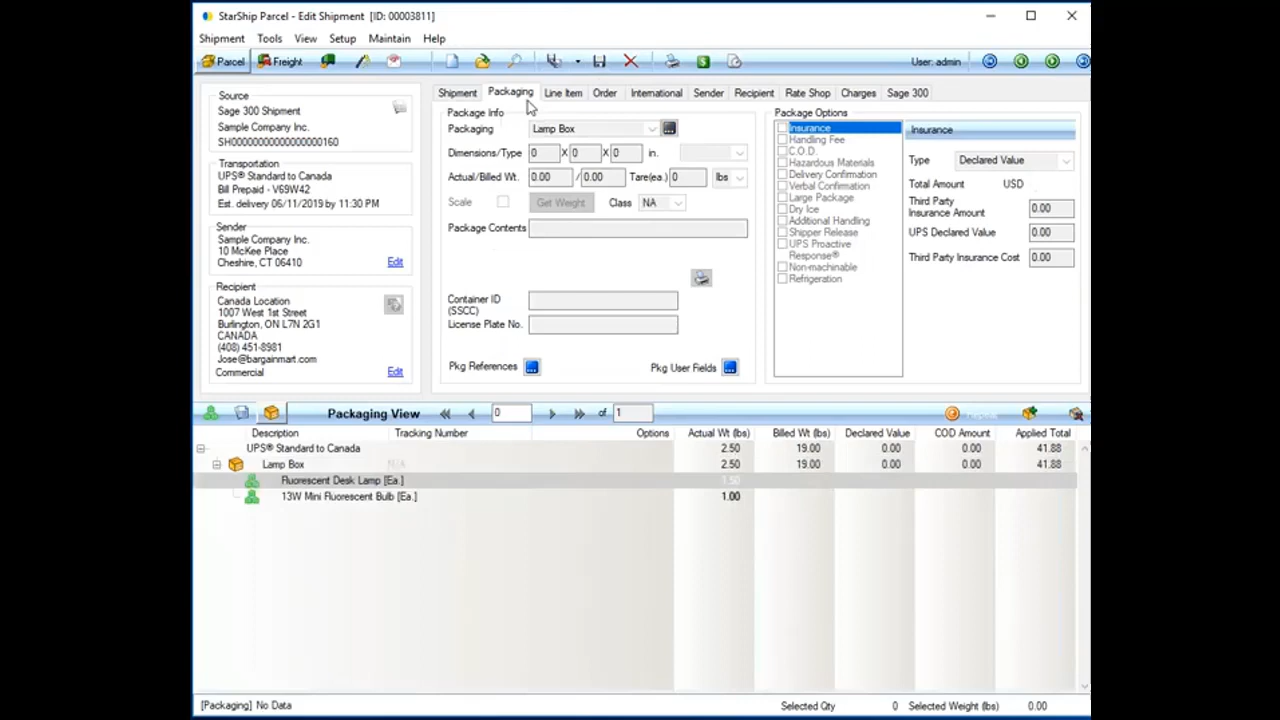 StarShip Parcel - Edit Shipment [ID: 00003811]
Shipment Tools View Setup Maintain Help
Parcel Freight User: admin
Source
Sage 300 Shipment
Sample Company Inc.
SH00000000000000000160
Transportation
UPS® Standard to Canada
Bill Prepaid - V69W42
Est. delivery 06/11/2019 by 11:30 PM
Sender
Sample Company Inc.
10 McKee Place
Cheshire, CT 06410 Edit
Recipient
Canada Location
1007 West 1st Street
Burlington, ON L7N 2G1
CANADA
(408) 451-8981
Jose@bargainmart.com
Commercial Edit
Shipment Packaging Line Item Order International Sender Recipient Rate Shop Charges Sage 300
Package Info
Packaging Lamp Box
Dimensions/Type 0 X 0 X 0 in.
Actual/Billed Wt. 0.00 / 0.00 Tare(ea.) 0 lbs
Scale Get Weight Class NA
Package Contents
Container ID
(SSCC)
License Plate No.
Pkg References Pkg User Fields
Package Options
Insurance
Handling Fee
C.O.D.
Hazardous Materials
Delivery Confirmation
Verbal Confirmation
Large Package
Dry Ice
Additional Handling
Shipper Release
UPS Proactive
Response®
Non-machinable
Refrigeration
Insurance
Type Declared Value
Total Amount USD
Third Party
Insurance Amount 0.00
UPS Declared Value 0.00
Third Party Insurance Cost 0.00
Packaging View 0 of 1 Repeat
Description Tracking Number Options Actual Wt (lbs) Billed Wt (lbs) Declared Value COD Amount Applied Total
UPS® Standard to Canada 2.50 19.00 0.00 0.00 41.88
Lamp Box N/A 2.50 19.00 0.00 0.00 41.88
Fluorescent Desk Lamp [Ea.] 1.50
13W Mini Fluorescent Bulb [Ea.] 1.00
[Packaging] No Data Selected Qty 0 Selected Weight (lbs) 0.00